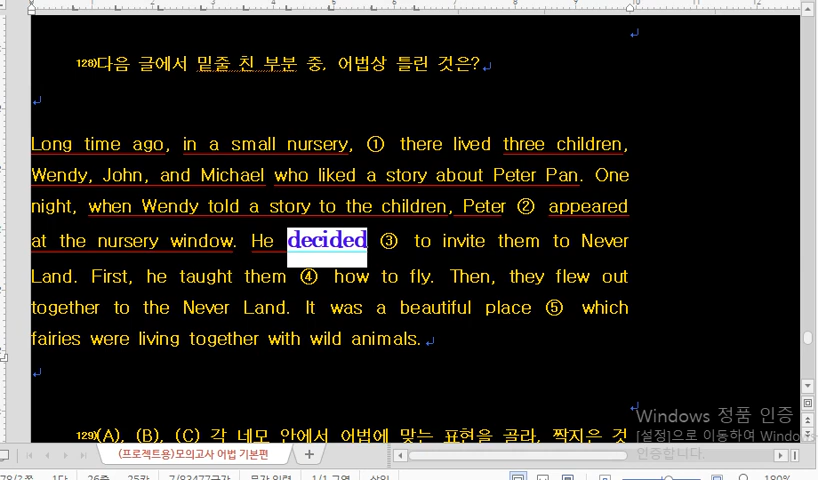 128)다음 글에서 밑줄 친 부분 중, 어법상 틀린 것은?
Long time ago, in a small nursery, ① there lived three children,
Wendy, John, and Michael who liked a story about Peter Pan. One
night, when Wendy told a story to the children, Peter ② appeared
at the nursery window. He decided ③ to invite them to Never
Land. First, he taught them ④ how to fly. Then, they flew out
together to the Never Land. It was a beautiful place ⑤ which
fairies were living together with wild animals.
129)(A), (B), (C) 각 네모 안에서 어법에 맞는 표현을 골라, 짝지은 것
Windows 정품 인증
[설정]으로 이동하여 Windows
인증합니다.
(프로젝트용)모의고사 어법 기본편